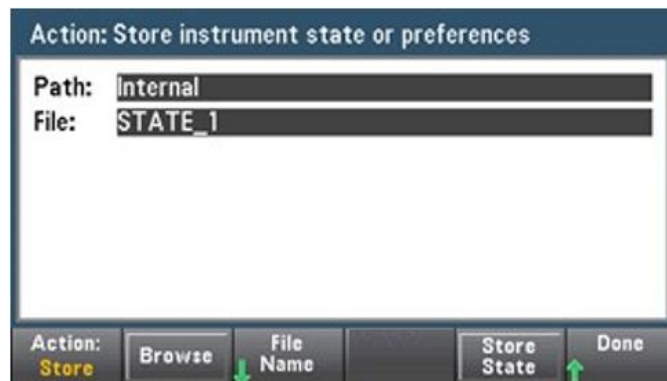 Action: Store instrument state or preferences
Path: Internal
File: STATE_1
Action:
Store
Browse
File
Name
Store
State
Done